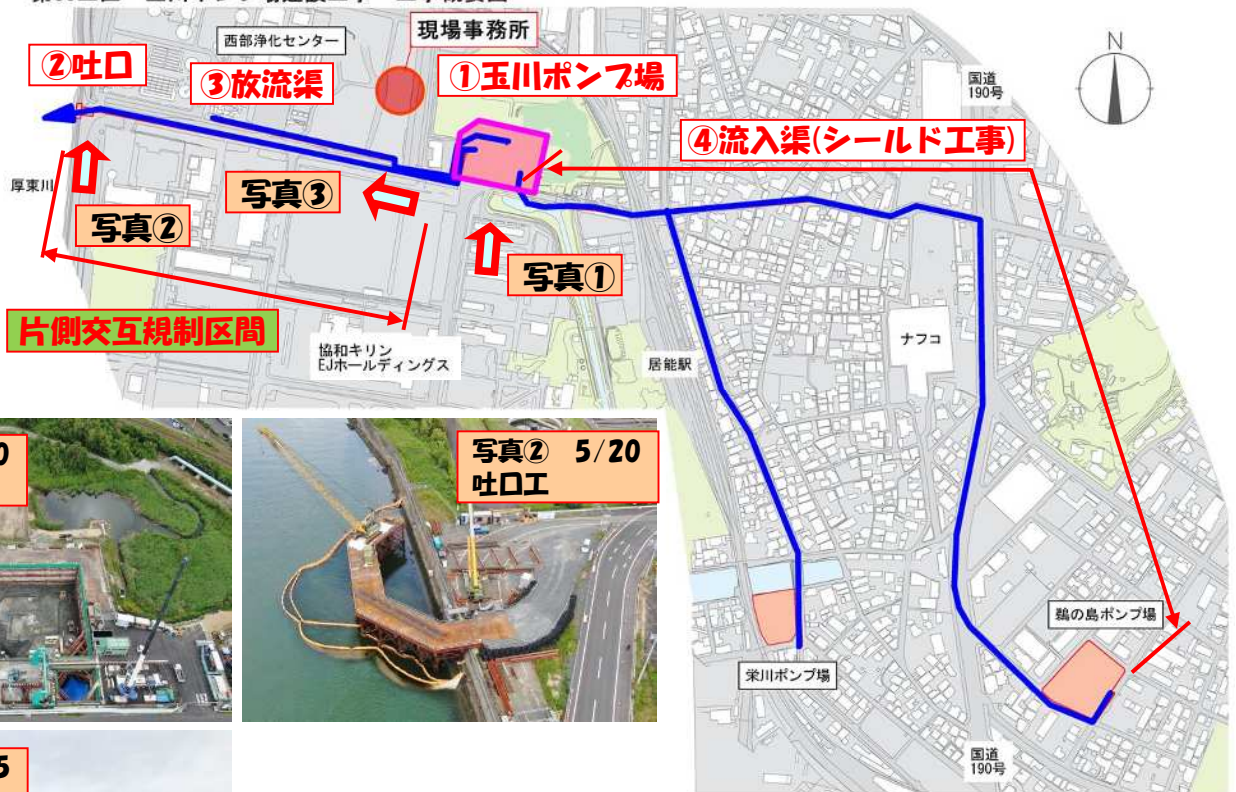 西部浄化センター
現場事務所
②吐口
③放流渠
①玉川ポンプ場
国道
190号
N
④流入渠(シールド工事)
厚東川
写真③
写真②
写真①
片側交互規制区間
協和キリン
EJホールディングス
居能駅
ナフコ
写真② 5/20
吐口工
鵜の島ポンプ場
栄川ポンプ場
国道
190号